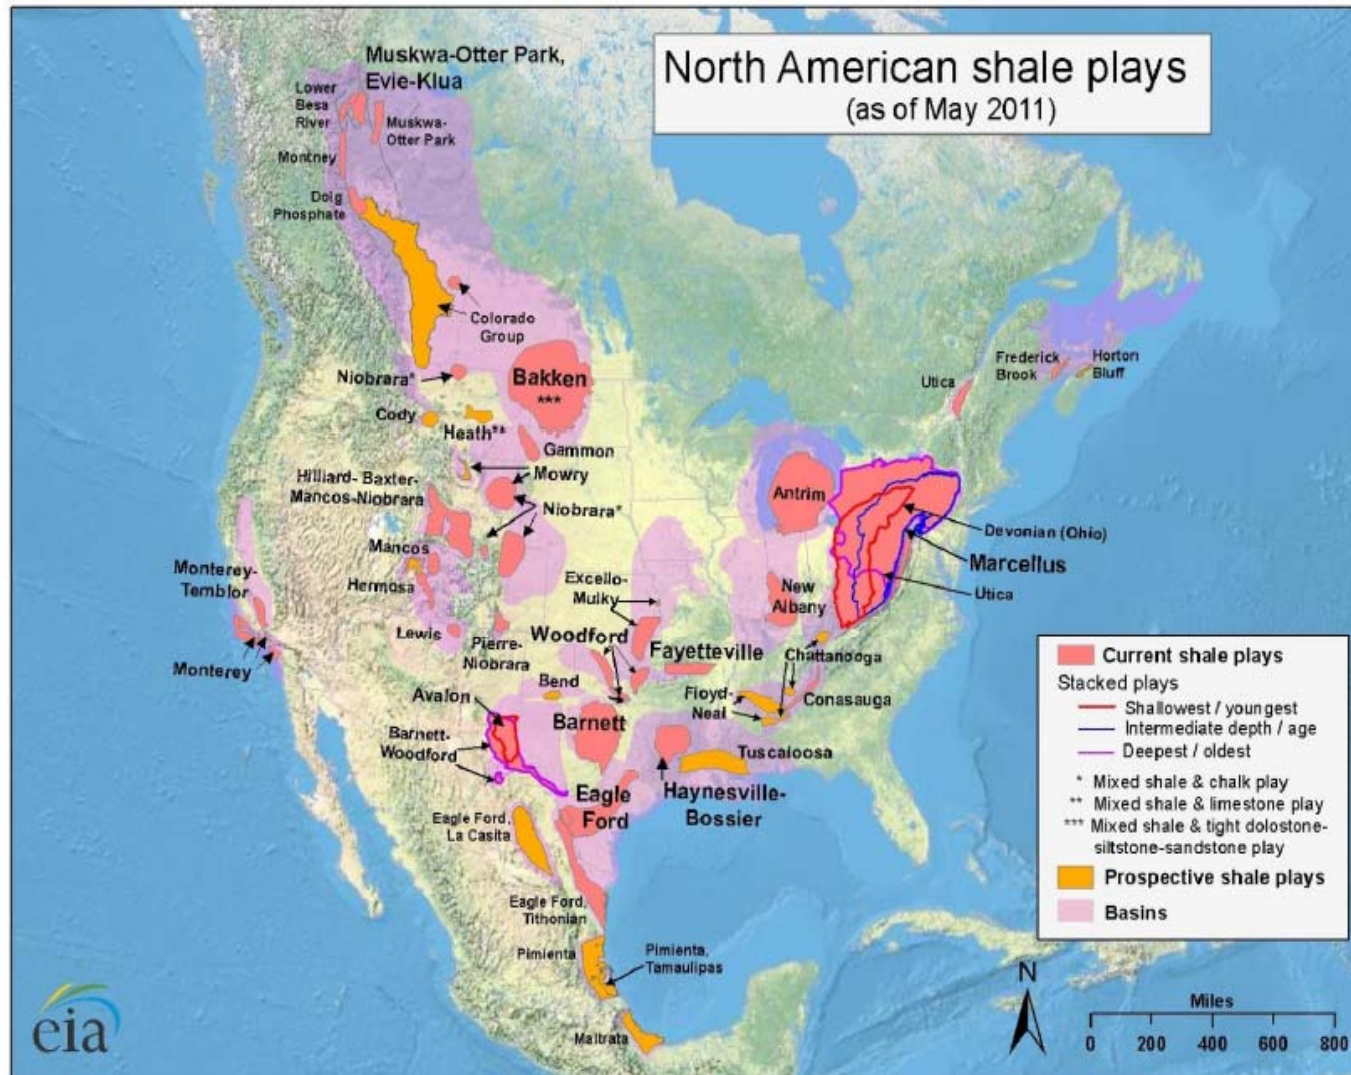 North American shale plays
(as of May 2011)
Muskwa-Otter Park,
Evie-Klua
Lower
Besa
River
Muskwa-
Otter Park
Montney
Doig
Phosphate
Colorado
Group
Niobrara*
Bakken
***
Cody
Heath**
Gammon
Mowry
Hilliard- Baxter-
Mancos-Niobrara
Niobrara*
Mancos
Hermosa
Lewis
Pierre-
Niobrara
Monterey-
Temblor
Monterey
Excello-
Mulky
Woodford
Fayetteville
Bend
Avalon
Barnett
Barnett-
Woodford
Antrim
New
Albany
Chattanooga
Floyd-
Neal
Conasauga
Tuscaloosa
Haynesville-
Bossier
Eagle
Ford
Eagle Ford,
La Casita
Eagle Ford,
Tithonian
Pimienta
Pimienta,
Tamaulipas
Maltrata
Utica
Frederick
Brook
Horton
Bluff
Devonian (Ohio)
Marcellus
Utica
Current shale plays
Stacked plays
Shallowest / youngest
Intermediate depth / age
Deepest / oldest
* Mixed shale & chalk play
** Mixed shale & limestone play
*** Mixed shale & tight dolostone-
siltstone-sandstone play
Prospective shale plays
Basins
N
Miles
0 200 400 600 800
eia